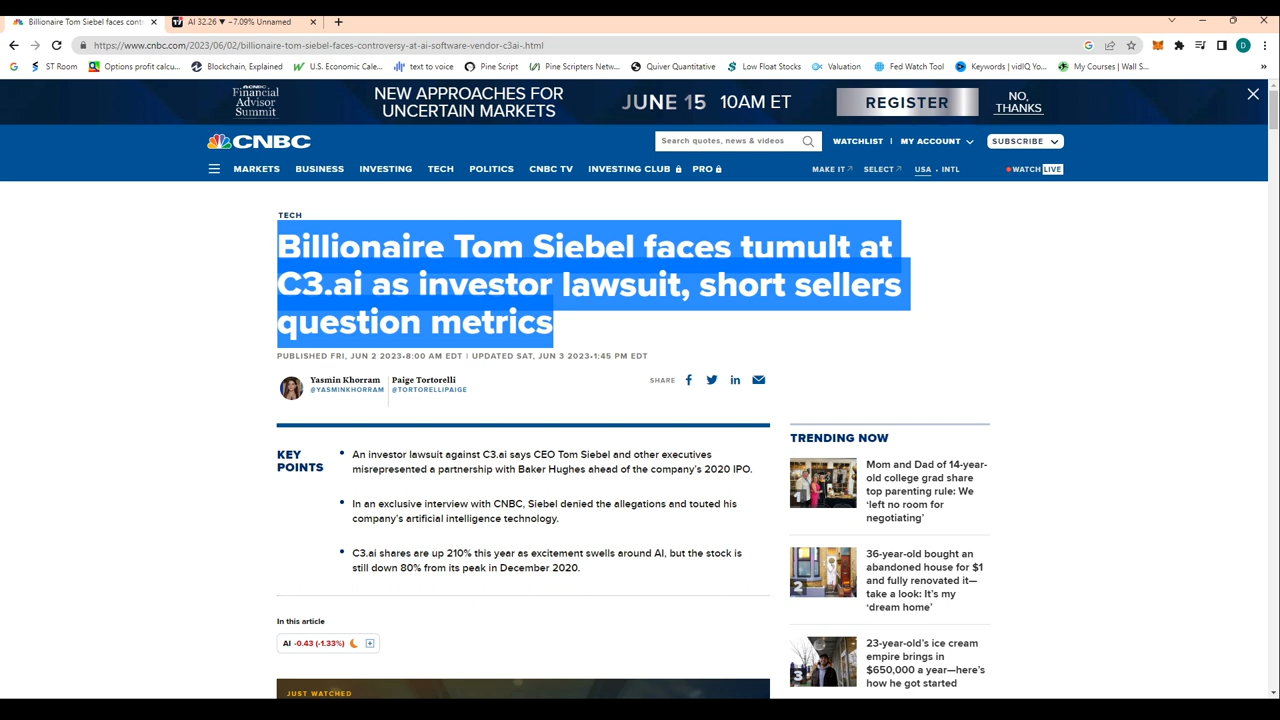 Billionaire Tom Siebel faces cont
AI 32.26 ▼ −7.09% Unnamed
https://www.cnbc.com/2023/06/02/billionaire-tom-siebel-faces-controversy-at-ai-software-vendor-c3ai-.html
D
ST Room
Options profit calcu...
Blockchain, Explained
U.S. Economic Cale...
text to voice
Pine Script
Pine Scripters Netw...
Quiver Quantitative
Low Float Stocks
Valuation
Fed Watch Tool
Keywords | vidIQ Yo...
My Courses | Wall S...
CNBC
Financial
Advisor
Summit
NEW APPROACHES FOR
UNCERTAIN MARKETS
JUNE 15 10AM ET
REGISTER
NO,
THANKS
CNBC
Search quotes, news & videos
WATCHLIST
MY ACCOUNT
SUBSCRIBE
MARKETS
BUSINESS
INVESTING
TECH
POLITICS
CNBC TV
INVESTING CLUB
PRO
MAKE IT
SELECT
USA • INTL
WATCH LIVE
TECH
Billionaire Tom Siebel faces tumult at
C3.ai as investor lawsuit, short sellers
question metrics
PUBLISHED FRI, JUN 2 2023•8:00 AM EDT | UPDATED SAT, JUN 3 2023•1:45 PM EDT
Yasmin Khorram
@YASMINKHORRAM
Paige Tortorelli
@TORTORELLIPAIGE
SHARE
KEY
POINTS
An investor lawsuit against C3.ai says CEO Tom Siebel and other executives
misrepresented a partnership with Baker Hughes ahead of the company's 2020 IPO.
In an exclusive interview with CNBC, Siebel denied the allegations and touted his
company's artificial intelligence technology.
C3.ai shares are up 210% this year as excitement swells around AI, but the stock is
still down 80% from its peak in December 2020.
In this article
AI -0.43 (-1.33%)
JUST WATCHED
TRENDING NOW
1
Mom and Dad of 14-year-
old college grad share
top parenting rule: We
'left no room for
negotiating'
2
36-year-old bought an
abandoned house for $1
and fully renovated it—
take a look: It's my
'dream home'
3
23-year-old's ice cream
empire brings in
$650,000 a year—here's
how he got started